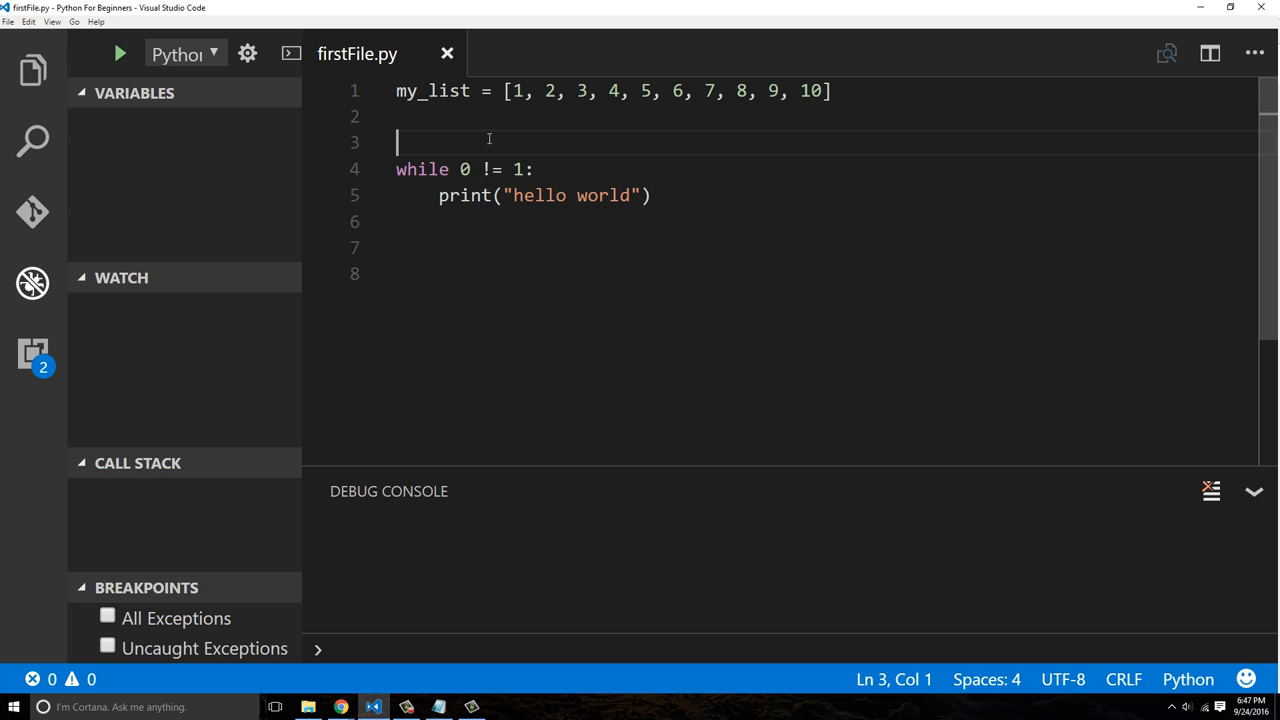 firstFile.py - Python For Beginners - Visual Studio Code
File Edit View Go Help
Python
firstFile.py
VARIABLES
WATCH
CALL STACK
BREAKPOINTS
All Exceptions
Uncaught Exceptions
2
1 my_list = [1, 2, 3, 4, 5, 6, 7, 8, 9, 10]
2
3
4 while 0 != 1:
5 print("hello world")
6
7
8
DEBUG CONSOLE
0 0
Ln 3, Col 1 Spaces: 4 UTF-8 CRLF Python
I'm Cortana. Ask me anything.
6:47 PM
9/24/2016